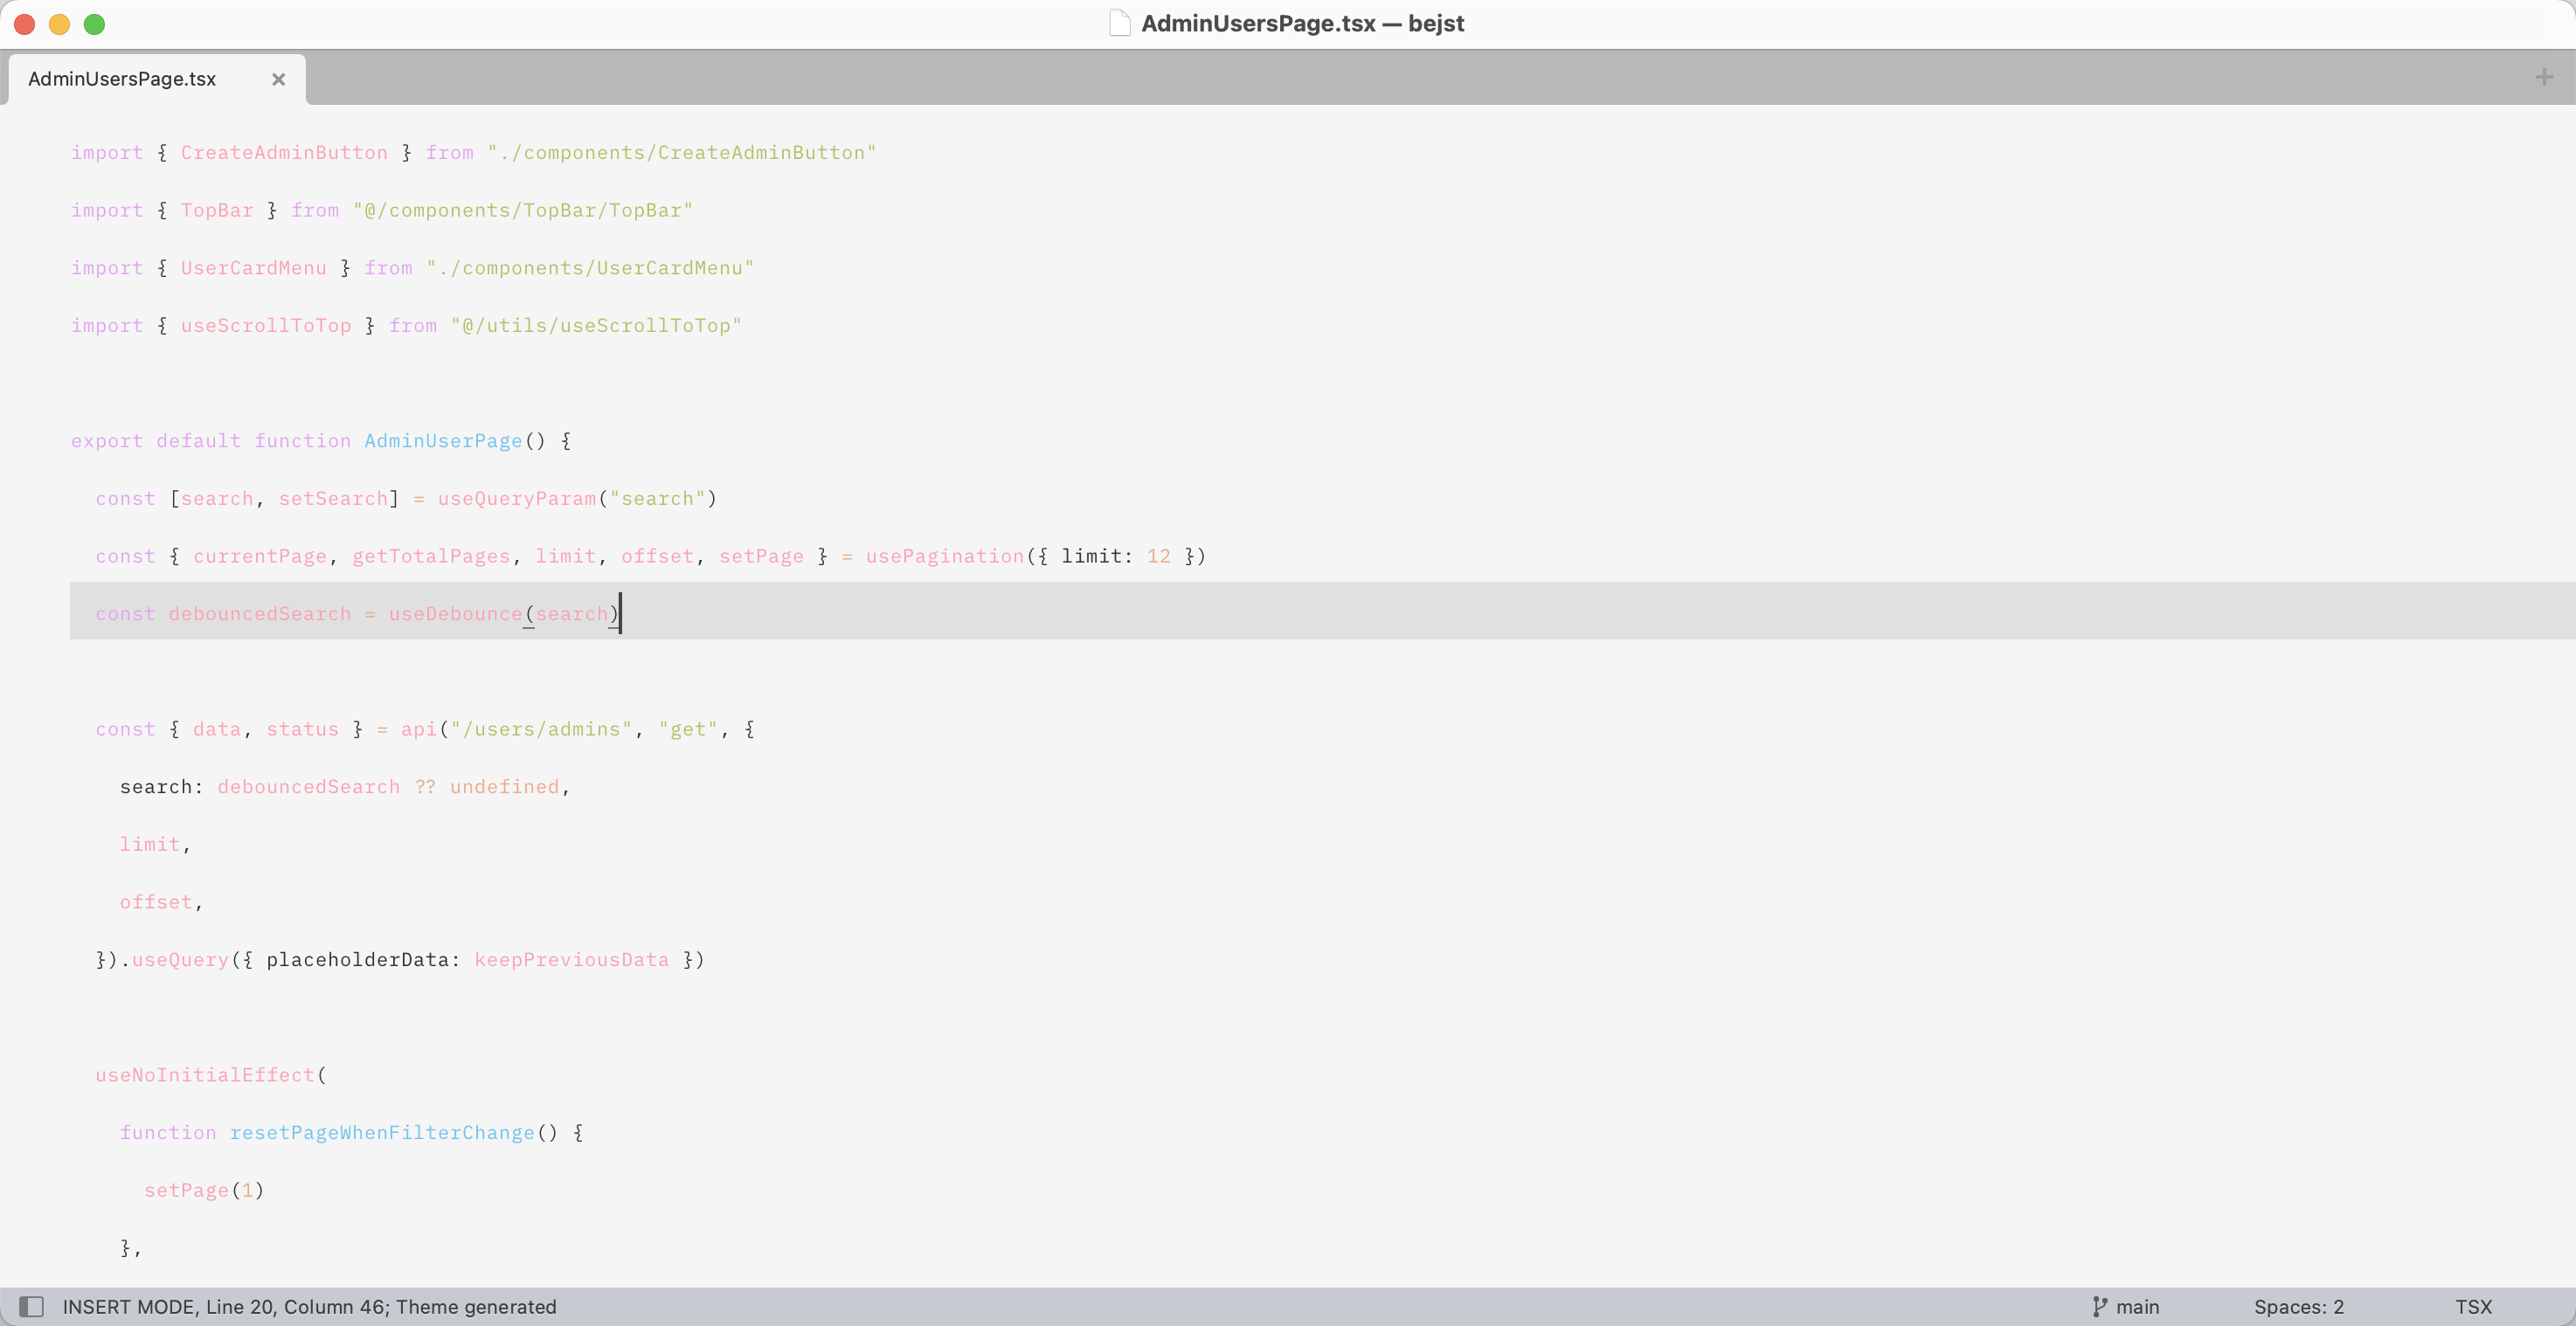 AdminUsersPage.tsx — bejst
AdminUsersPage.tsx
import { CreateAdminButton } from "./components/CreateAdminButton"
import { TopBar } from "@/components/TopBar/TopBar"
import { UserCardMenu } from "./components/UserCardMenu"
import { useScrollToTop } from "@/utils/useScrollToTop"
export default function AdminUserPage() {
  const [search, setSearch] = useQueryParam("search")
  const { currentPage, getTotalPages, limit, offset, setPage } = usePagination({ limit: 12 })
  const debouncedSearch = useDebounce(search)
  const { data, status } = api("/users/admins", "get", {
    search: debouncedSearch ?? undefined,
    limit,
    offset,
  }).useQuery({ placeholderData: keepPreviousData })
  useNoInitialEffect(
    function resetPageWhenFilterChange() {
      setPage(1)
    },
INSERT MODE, Line 20, Column 46; Theme generated
main
Spaces: 2
TSX